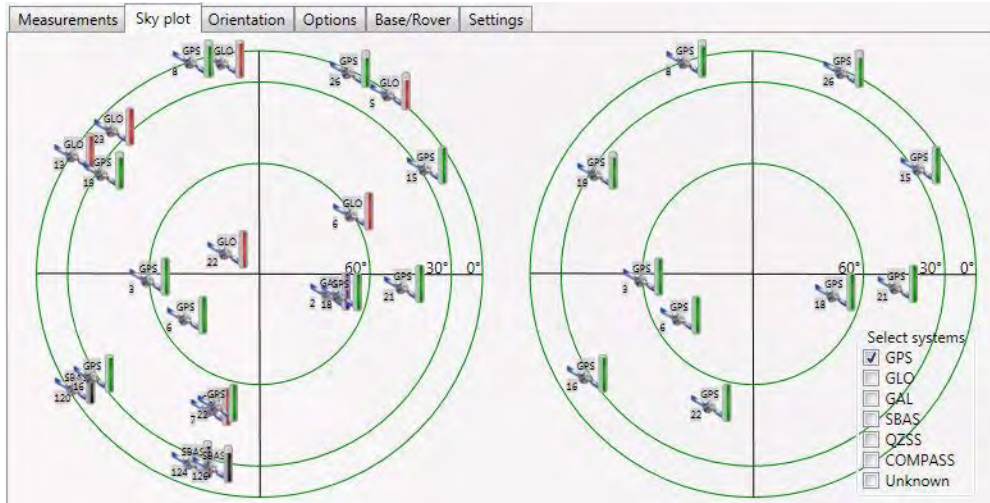 Measurements Sky plot Orientation Options Base/Rover Settings
GPS GLO
8
GPS
26
GLO
5
GPS
8
GPS
26
GLO
23
GLO
13
GPS
19
GPS
15
GPS
19
GPS
15
GLO
6
GLO
22
60° 30° 0°
60° 30° 0°
GPS
3
GAL
2
GPS
18
GPS
21
GPS
3
GPS
18
GPS
21
GPS
6
GPS
6
Select systems
GPS
GLO
GAL
SBAS
QZSS
COMPASS
Unknown
GPS
16
SBAS
120
GPS
16
GPS
22
7
GPS
22
SBAS
124
SBAS
126